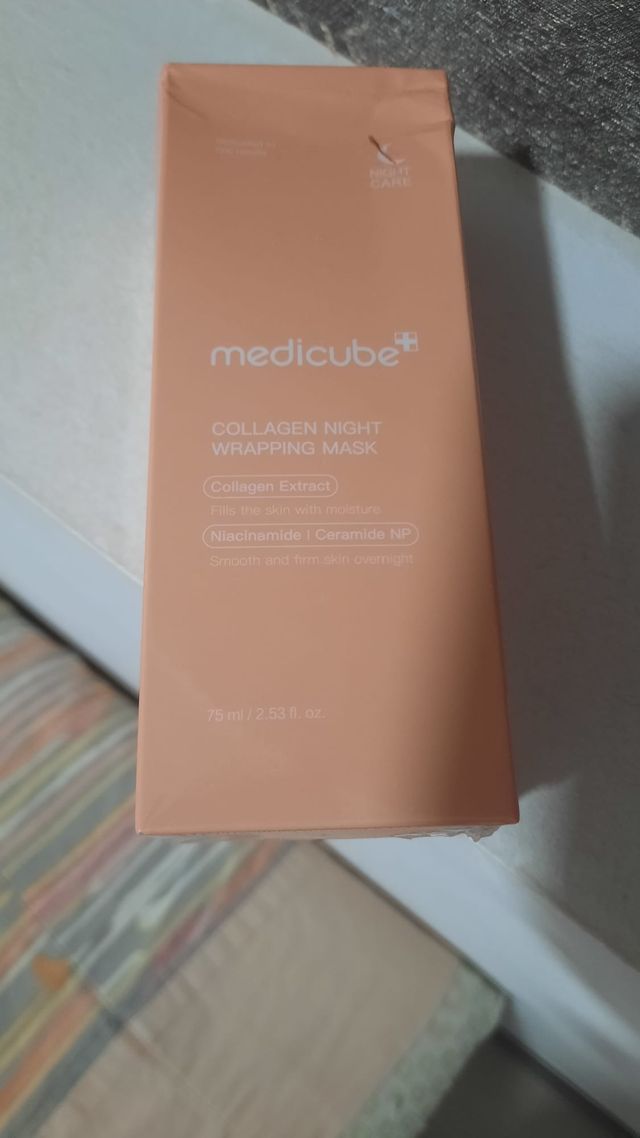 NIGHT
CARE
medicube
COLLAGEN NIGHT
WRAPPING MASK
Collagen Extract
Fills the skin with moisture
Niacinamide | Ceramide NP
Smooth and firm skin overnight
75 ml / 2.53 fl. oz.